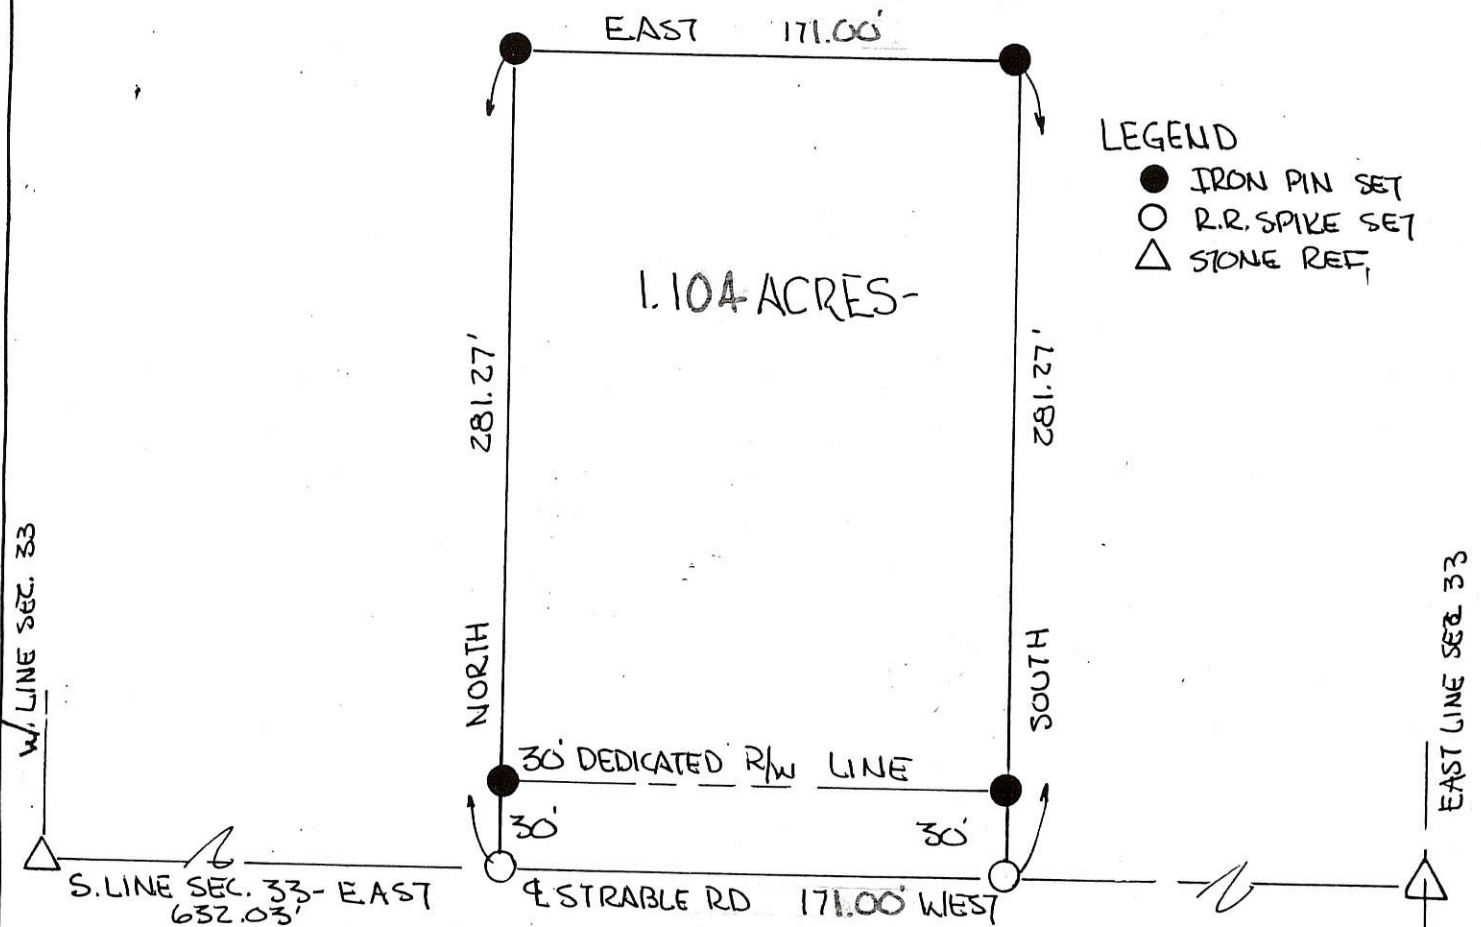 EAST 171.00'
LEGEND
IRON PIN SET
R.R. SPIKE SET
STONE REF.
1.104 ACRES-
281.27'
281.27'
W. LINE SEC. 33
NORTH
SOUTH
EAST LINE SEC 33
30' DEDICATED R/W LINE
30'
30'
S. LINE SEC. 33 - EAST
632.03'
℄ STRABLE RD 171.00' WEST